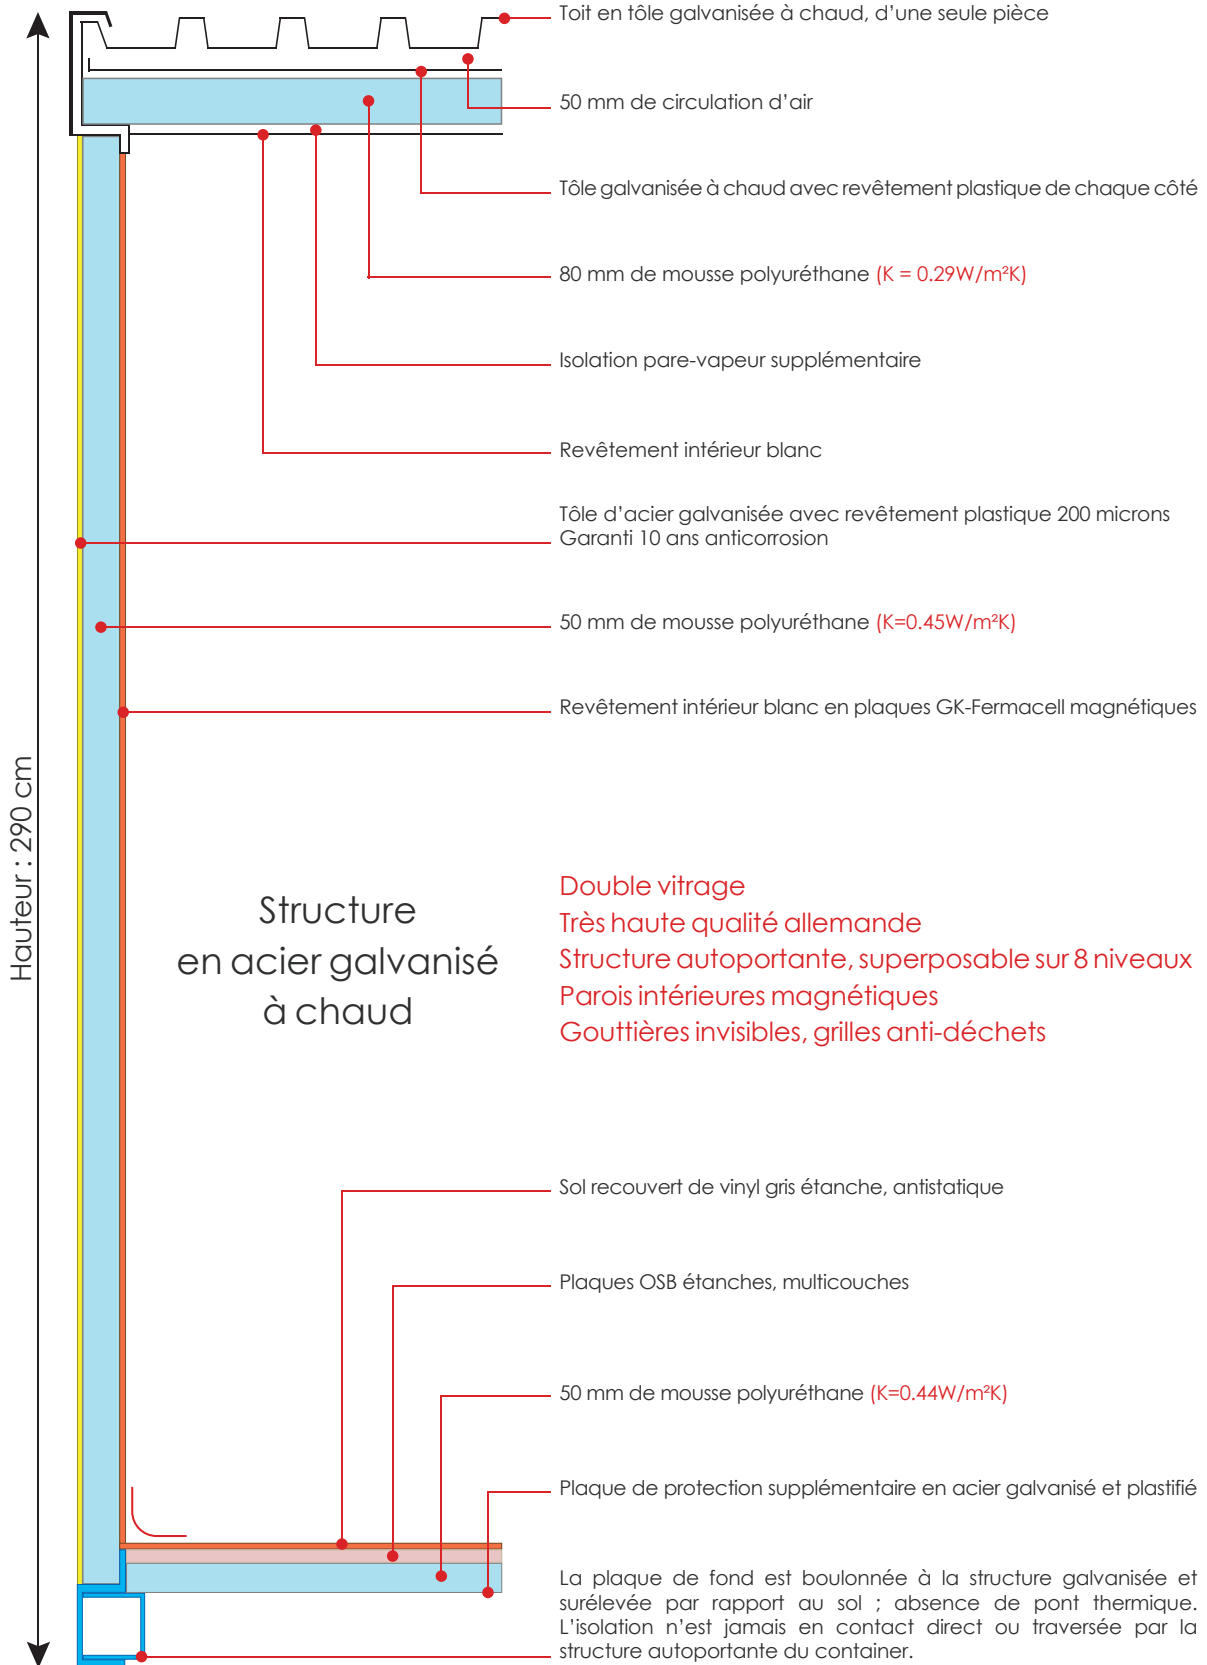 Toit en tôle galvanisée à chaud, d’une seule pièce
50 mm de circulation d’air
Tôle galvanisée à chaud avec revêtement plastique de chaque côté
80 mm de mousse polyuréthane (K = 0.29W/m²K)
Isolation pare-vapeur supplémentaire
Revêtement intérieur blanc
Tôle d’acier galvanisée avec revêtement plastique 200 microns
Garanti 10 ans anticorrosion
50 mm de mousse polyuréthane (K=0.45W/m²K)
Revêtement intérieur blanc en plaques GK-Fermacell magnétiques
Hauteur : 290 cm
Structure
en acier galvanisé
à chaud
Double vitrage
Très haute qualité allemande
Structure autoportante, superposable sur 8 niveaux
Parois intérieures magnétiques
Gouttières invisibles, grilles anti-déchets
Sol recouvert de vinyl gris étanche, antistatique
Plaques OSB étanches, multicouches
50 mm de mousse polyuréthane (K=0.44W/m²K)
Plaque de protection supplémentaire en acier galvanisé et plastifié
La plaque de fond est boulonnée à la structure galvanisée et
surélevée par rapport au sol ; absence de pont thermique.
L’isolation n’est jamais en contact direct ou traversée par la
structure autoportante du container.